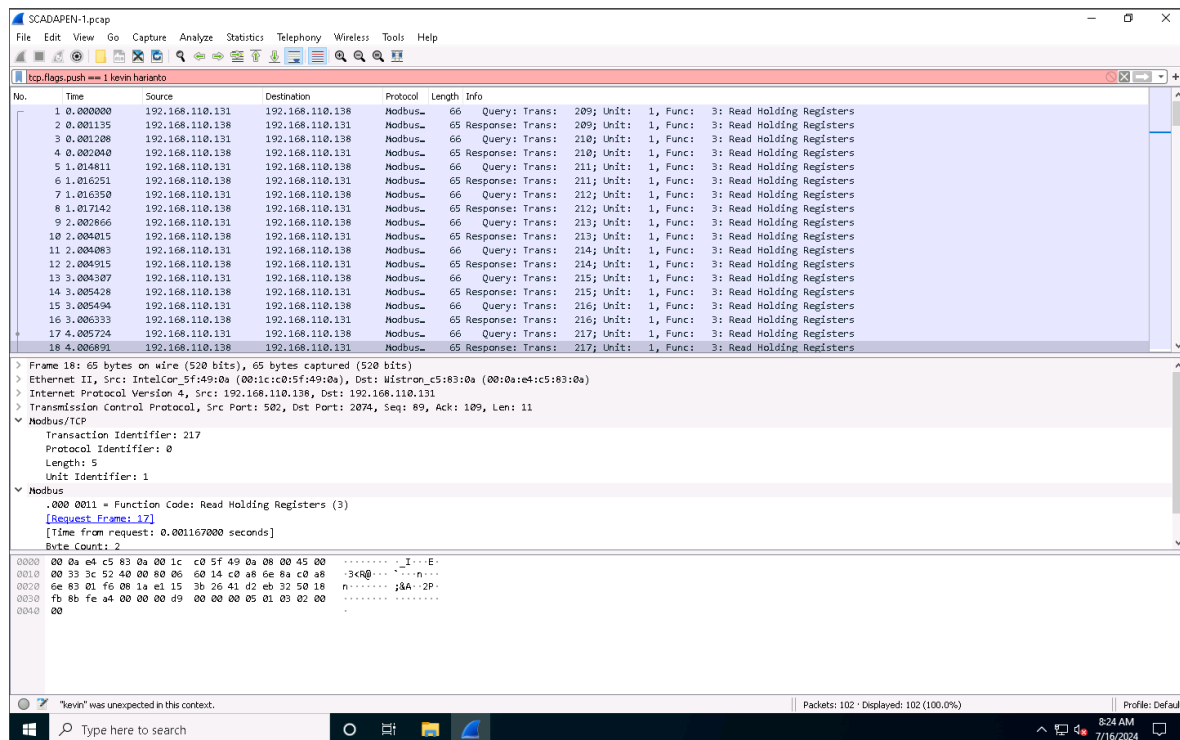 SCADAPEN-1.pcap
File Edit View Go Capture Analyze Statistics Telephony Wireless Tools Help
tcp.flags.push == 1 kevin harianto
No. Time Source Destination Protocol Length Info
1 0.000000 192.168.110.131 192.168.110.138 Modbus… 66 Query: Trans: 209; Unit: 1, Func: 3: Read Holding Registers
2 0.001135 192.168.110.138 192.168.110.131 Modbus… 65 Response: Trans: 209; Unit: 1, Func: 3: Read Holding Registers
3 0.001208 192.168.110.131 192.168.110.138 Modbus… 66 Query: Trans: 210; Unit: 1, Func: 3: Read Holding Registers
4 0.002040 192.168.110.138 192.168.110.131 Modbus… 65 Response: Trans: 210; Unit: 1, Func: 3: Read Holding Registers
5 1.014811 192.168.110.131 192.168.110.138 Modbus… 66 Query: Trans: 211; Unit: 1, Func: 3: Read Holding Registers
6 1.016251 192.168.110.138 192.168.110.131 Modbus… 65 Response: Trans: 211; Unit: 1, Func: 3: Read Holding Registers
7 1.016350 192.168.110.131 192.168.110.138 Modbus… 66 Query: Trans: 212; Unit: 1, Func: 3: Read Holding Registers
8 1.017142 192.168.110.138 192.168.110.131 Modbus… 65 Response: Trans: 212; Unit: 1, Func: 3: Read Holding Registers
9 2.002866 192.168.110.131 192.168.110.138 Modbus… 66 Query: Trans: 213; Unit: 1, Func: 3: Read Holding Registers
10 2.004015 192.168.110.138 192.168.110.131 Modbus… 65 Response: Trans: 213; Unit: 1, Func: 3: Read Holding Registers
11 2.004083 192.168.110.131 192.168.110.138 Modbus… 66 Query: Trans: 214; Unit: 1, Func: 3: Read Holding Registers
12 2.004915 192.168.110.138 192.168.110.131 Modbus… 65 Response: Trans: 214; Unit: 1, Func: 3: Read Holding Registers
13 3.004307 192.168.110.131 192.168.110.138 Modbus… 66 Query: Trans: 215; Unit: 1, Func: 3: Read Holding Registers
14 3.005428 192.168.110.138 192.168.110.131 Modbus… 65 Response: Trans: 215; Unit: 1, Func: 3: Read Holding Registers
15 3.005494 192.168.110.131 192.168.110.138 Modbus… 66 Query: Trans: 216; Unit: 1, Func: 3: Read Holding Registers
16 3.006333 192.168.110.138 192.168.110.131 Modbus… 65 Response: Trans: 216; Unit: 1, Func: 3: Read Holding Registers
17 4.005724 192.168.110.131 192.168.110.138 Modbus… 66 Query: Trans: 217; Unit: 1, Func: 3: Read Holding Registers
18 4.006891 192.168.110.138 192.168.110.131 Modbus… 65 Response: Trans: 217; Unit: 1, Func: 3: Read Holding Registers
> Frame 18: 65 bytes on wire (520 bits), 65 bytes captured (520 bits)
> Ethernet II, Src: IntelCor_5f:49:0a (00:1c:c0:5f:49:0a), Dst: Wistron_c5:83:0a (00:0a:e4:c5:83:0a)
> Internet Protocol Version 4, Src: 192.168.110.138, Dst: 192.168.110.131
> Transmission Control Protocol, Src Port: 502, Dst Port: 2074, Seq: 89, Ack: 109, Len: 11
Modbus/TCP
Transaction Identifier: 217
Protocol Identifier: 0
Length: 5
Unit Identifier: 1
Modbus
.000 0011 = Function Code: Read Holding Registers (3)
[Request Frame: 17]
[Time from request: 0.001167000 seconds]
Byte Count: 2
0000 00 0a e4 c5 83 0a 00 1c c0 5f 49 0a 08 00 45 00 ········ ·_I···E·
0010 00 33 3c 52 40 00 80 06 60 14 c0 a8 6e 8a c0 a8 ·3<R@··· `···n···
0020 6e 83 01 f6 08 1a e1 15 3b 26 41 d2 eb 32 50 18 n······· ;&A··2P·
0030 fb 8b fe a4 00 00 00 d9 00 00 00 05 01 03 02 00 ········ ········
0040 00 ·
"kevin" was unexpected in this context.
Packets: 102 · Displayed: 102 (100.0%)
Profile: Defaul
Type here to search
8:24 AM
7/16/2024